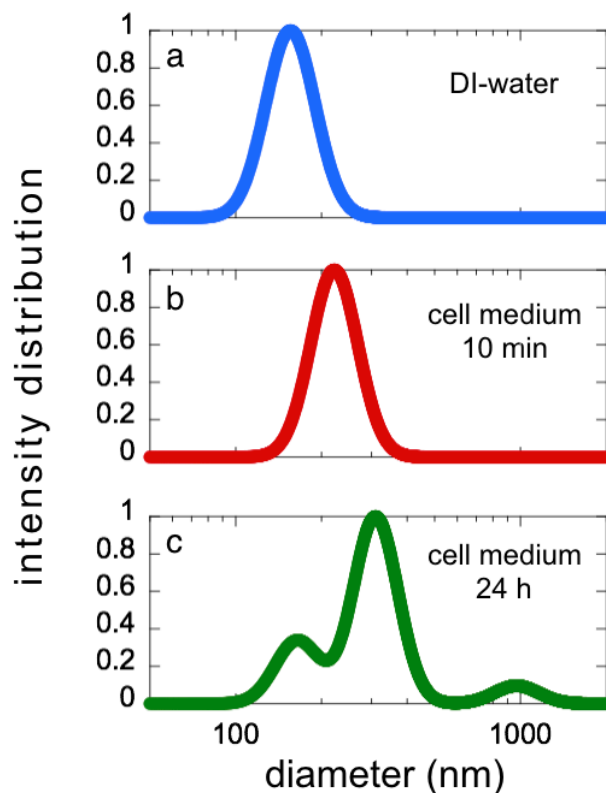 intensity distribution
1
0.8
0.6
0.4
0.2
0
a
DI-water
1
0.8
0.6
0.4
0.2
0
b
cell medium
10 min
1
0.8
0.6
0.4
0.2
0
c
cell medium
24 h
100
1000
diameter (nm)